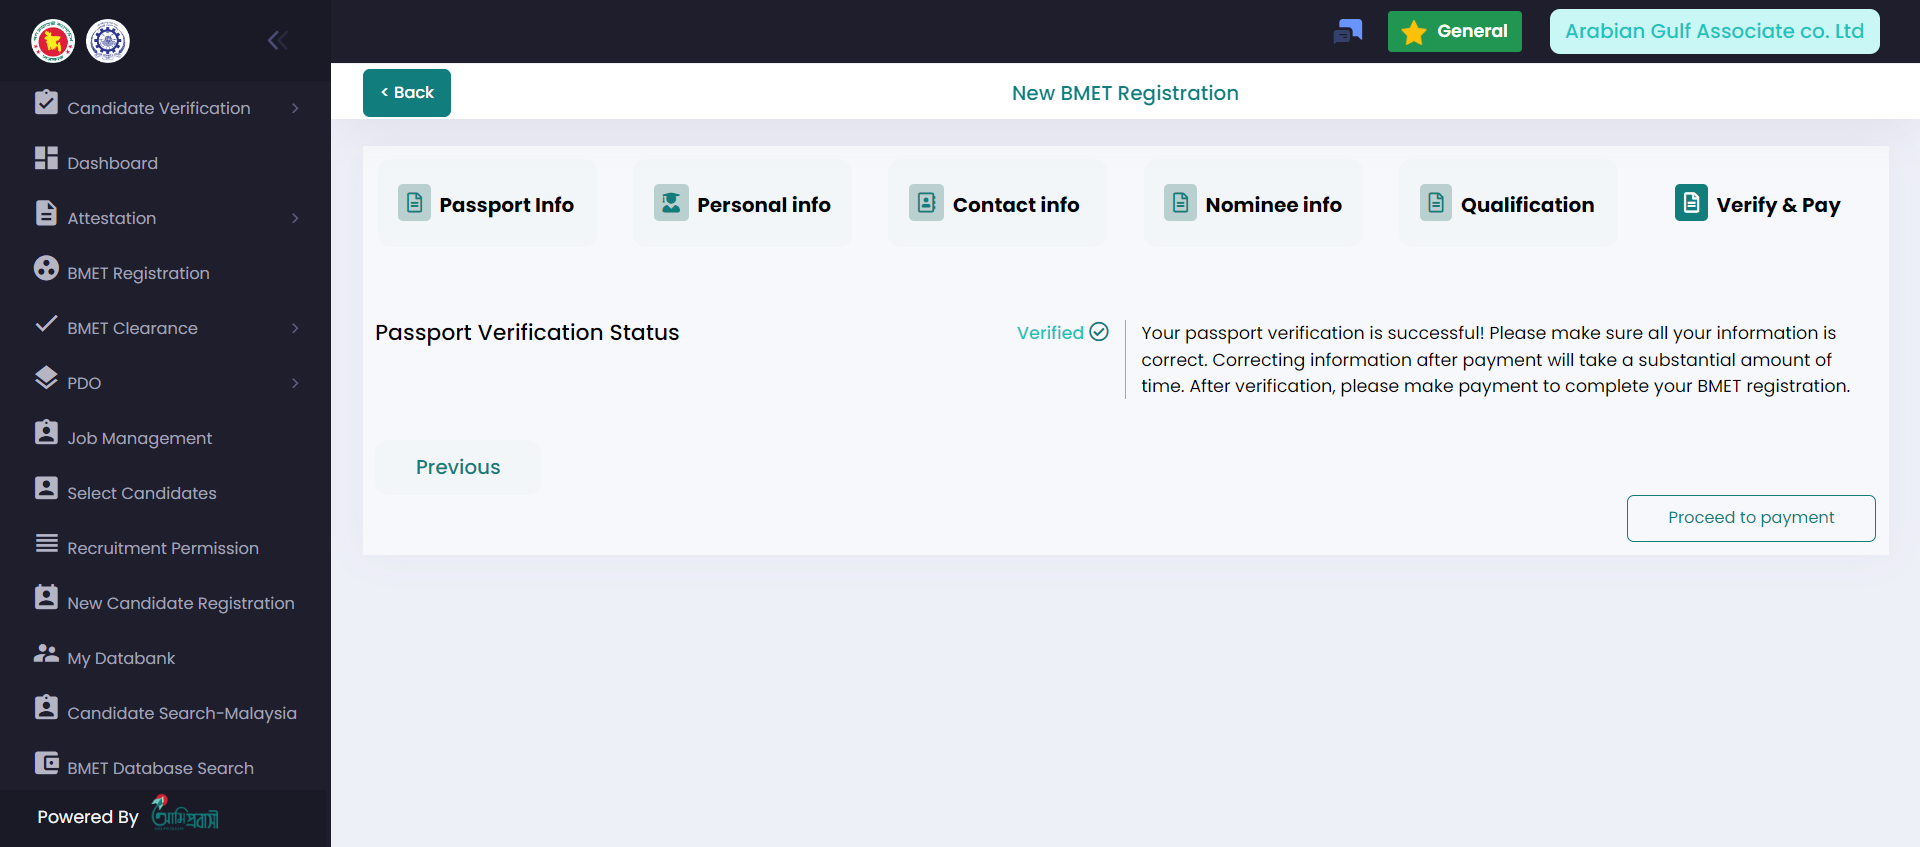 General
Arabian Gulf Associate co. Ltd
Candidate Verification
Dashboard
Attestation
BMET Registration
BMET Clearance
PDO
Job Management
Select Candidates
Recruitment Permission
New Candidate Registration
My Databank
Candidate Search-Malaysia
BMET Database Search
Powered By
আমি প্রবাসী
< Back
New BMET Registration
Passport Info
Personal info
Contact info
Nominee info
Qualification
Verify & Pay
Passport Verification Status
Verified
Your passport verification is successful! Please make sure all your information is
correct. Correcting information after payment will take a substantial amount of
time. After verification, please make payment to complete your BMET registration.
Previous
Proceed to payment